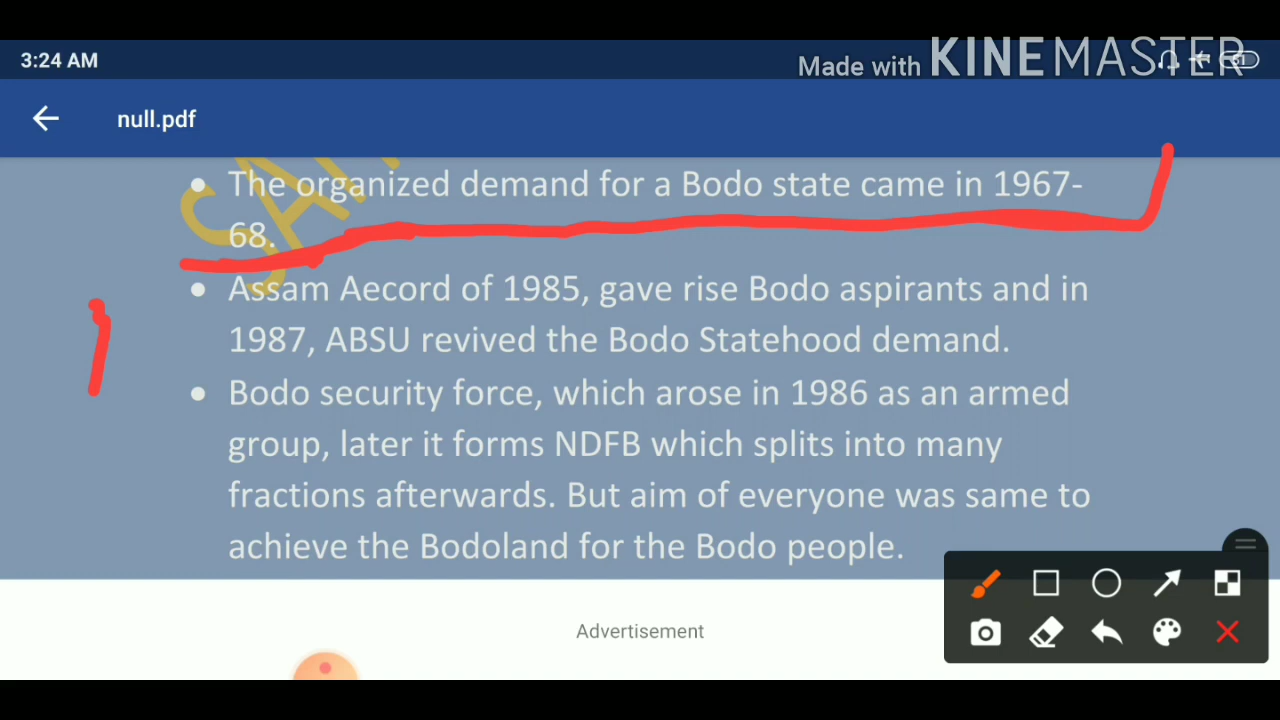 3:24 AM
Made with KINEMASTER
51
null.pdf
SAM
• The organized demand for a Bodo state came in 1967-
68.
• Assam Aecord of 1985, gave rise Bodo aspirants and in
1987, ABSU revived the Bodo Statehood demand.
• Bodo security force, which arose in 1986 as an armed
group, later it forms NDFB which splits into many
fractions afterwards. But aim of everyone was same to
achieve the Bodoland for the Bodo people.
Advertisement